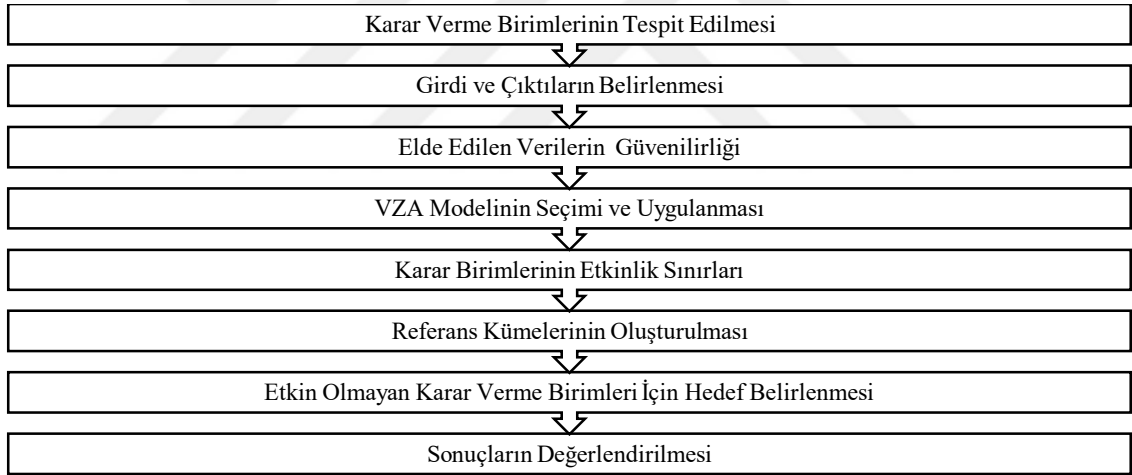 Karar Verme Birimlerinin Tespit Edilmesi
Girdi ve Çıktıların Belirlenmesi
Elde Edilen Verilerin Güvenilirliği
VZA Modelinin Seçimi ve Uygulanması
Karar Birimlerinin Etkinlik Sınırları
Referans Kümelerinin Oluşturulması
Etkin Olmayan Karar Verme Birimleri İçin Hedef Belirlenmesi
Sonuçların Değerlendirilmesi